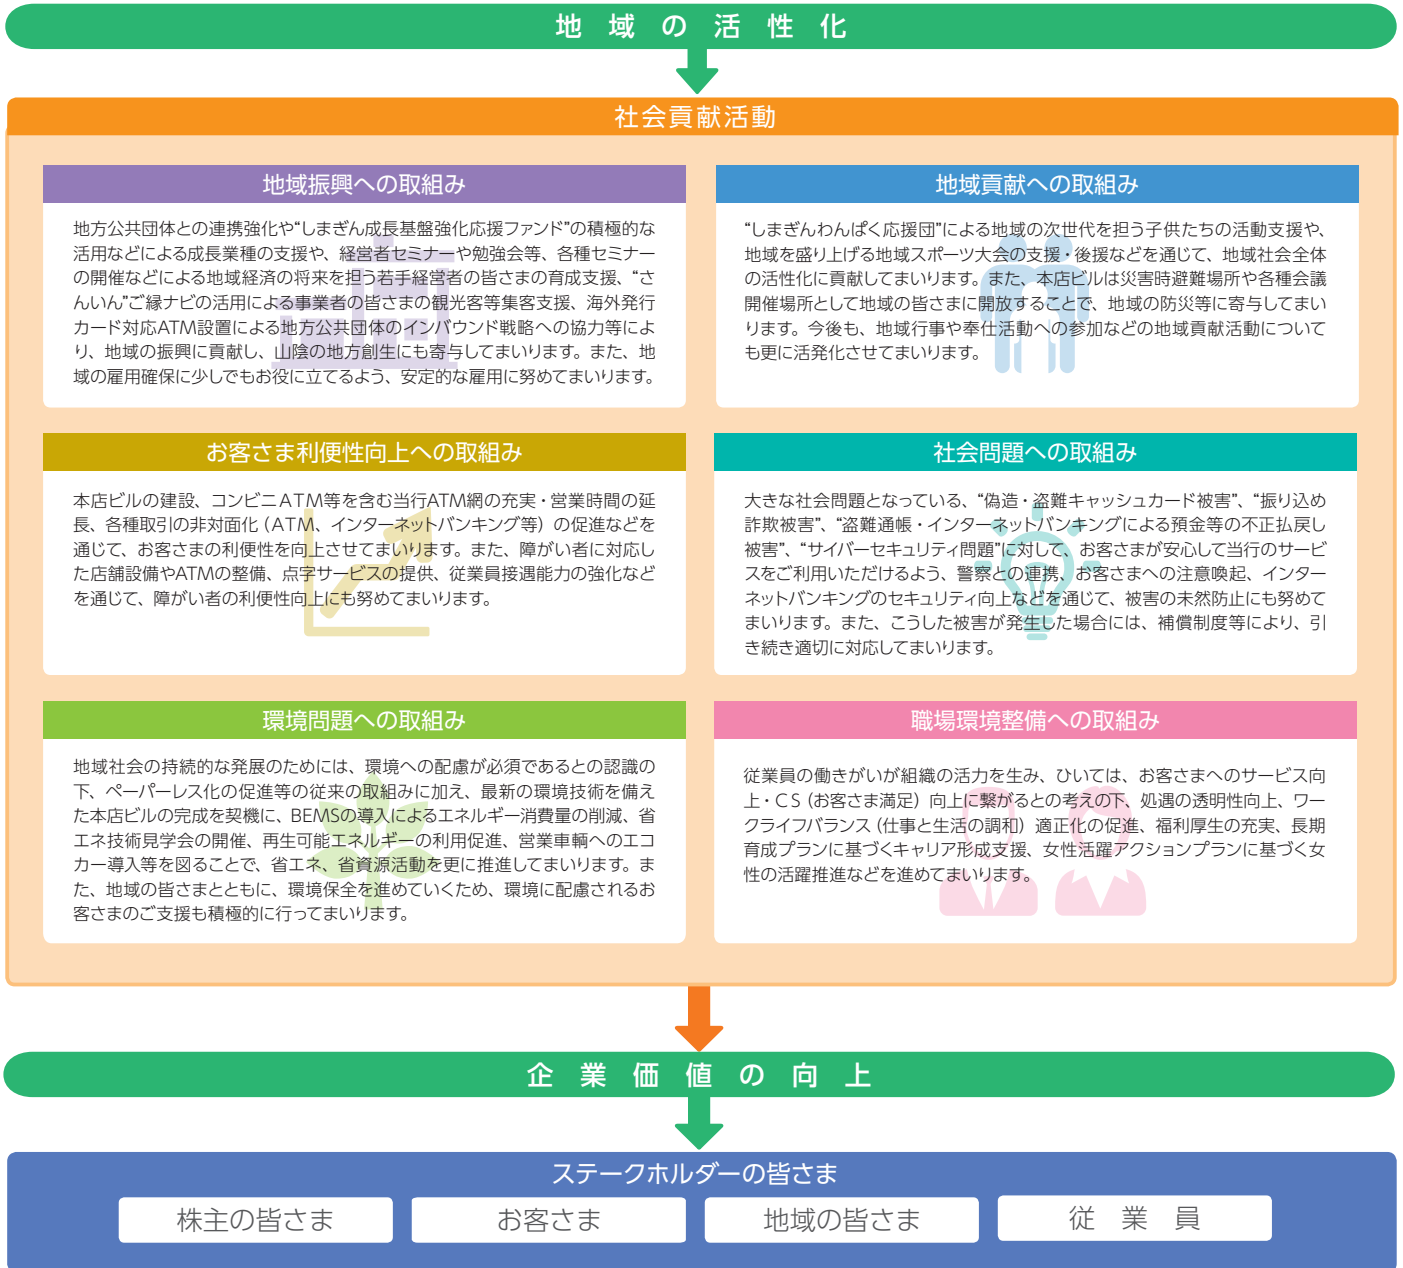 地域の活性化
社会貢献活動
地域振興への取組み
地方公共団体との連携強化や“しまぎん成長基盤強化応援ファンド”の積極的な
活用などによる成長業種の支援や、経営者セミナーや勉強会等、各種セミナー
の開催などによる地域経済の将来を担う若手経営者の皆さまの育成支援、“さ
んいん”ご縁ナビの活用による事業者の皆さまの観光客等集客支援、海外発行
カード対応ATM設置による地方公共団体のインバウンド戦略への協力等によ
り、地域の振興に貢献し、山陰の地方創生にも寄与してまいります。また、地
域の雇用確保に少しでもお役に立てるよう、安定的な雇用に努めてまいります。
地域貢献への取組み
“しまぎんわんぱく応援団”による地域の次世代を担う子供たちの活動支援や、
地域を盛り上げる地域スポーツ大会の支援・後援などを通じて、地域社会全体
の活性化に貢献してまいります。また、本店ビルは災害時避難場所や各種会議
開催場所として地域の皆さまに開放することで、地域の防災等に寄与してまい
ります。今後も、地域行事や奉仕活動への参加などの地域貢献活動について
も更に活発化させてまいります。
お客さま利便性向上への取組み
本店ビルの建設、コンビニATM等を含む当行ATM網の充実・営業時間の延
長、各種取引の非対面化（ATM、インターネットバンキング等）の促進などを
通じて、お客さまの利便性を向上させてまいります。また、障がい者に対応し
た店舗設備やATMの整備、点字サービスの提供、従業員接遇能力の強化など
を通じて、障がい者の利便性向上にも努めてまいります。
社会問題への取組み
大きな社会問題となっている、“偽造・盗難キャッシュカード被害”、“振り込め
詐欺被害”、“盗難通帳・インターネットバンキングによる預金等の不正払戻し
被害”、“サイバーセキュリティ問題”に対して、お客さまが安心して当行のサービ
スをご利用いただけるよう、警察との連携、お客さまへの注意喚起、インター
ネットバンキングのセキュリティ向上などを通じて、被害の未然防止にも努めて
まいります。また、こうした被害が発生した場合には、補償制度等により、引
き続き適切に対応してまいります。
環境問題への取組み
地域社会の持続的な発展のためには、環境への配慮が必須であるとの認識の
下、ペーパーレス化の促進等の従来の取組みに加え、最新の環境技術を備え
た本店ビルの完成を契機に、BEMSの導入によるエネルギー消費量の削減、省
エネ技術見学会の開催、再生可能エネルギーの利用促進、営業車輌へのエコ
カー導入等を図ることで、省エネ、省資源活動を更に推進してまいります。ま
た、地域の皆さまとともに、環境保全を進めていくため、環境に配慮されるお
客さまのご支援も積極的に行ってまいります。
職場環境整備への取組み
従業員の働きがいが組織の活力を生み、ひいては、お客さまへのサービス向
上・CS（お客さま満足）向上に繋がるとの考えの下、処遇の透明性向上、ワー
クライフバランス（仕事と生活の調和）適正化の促進、福利厚生の充実、長期
育成プランに基づくキャリア形成支援、女性活躍アクションプランに基づく女
性の活躍推進などを進めてまいります。
企業価値の向上
ステークホルダーの皆さま
株主の皆さま
お客さま
地域の皆さま
従業員